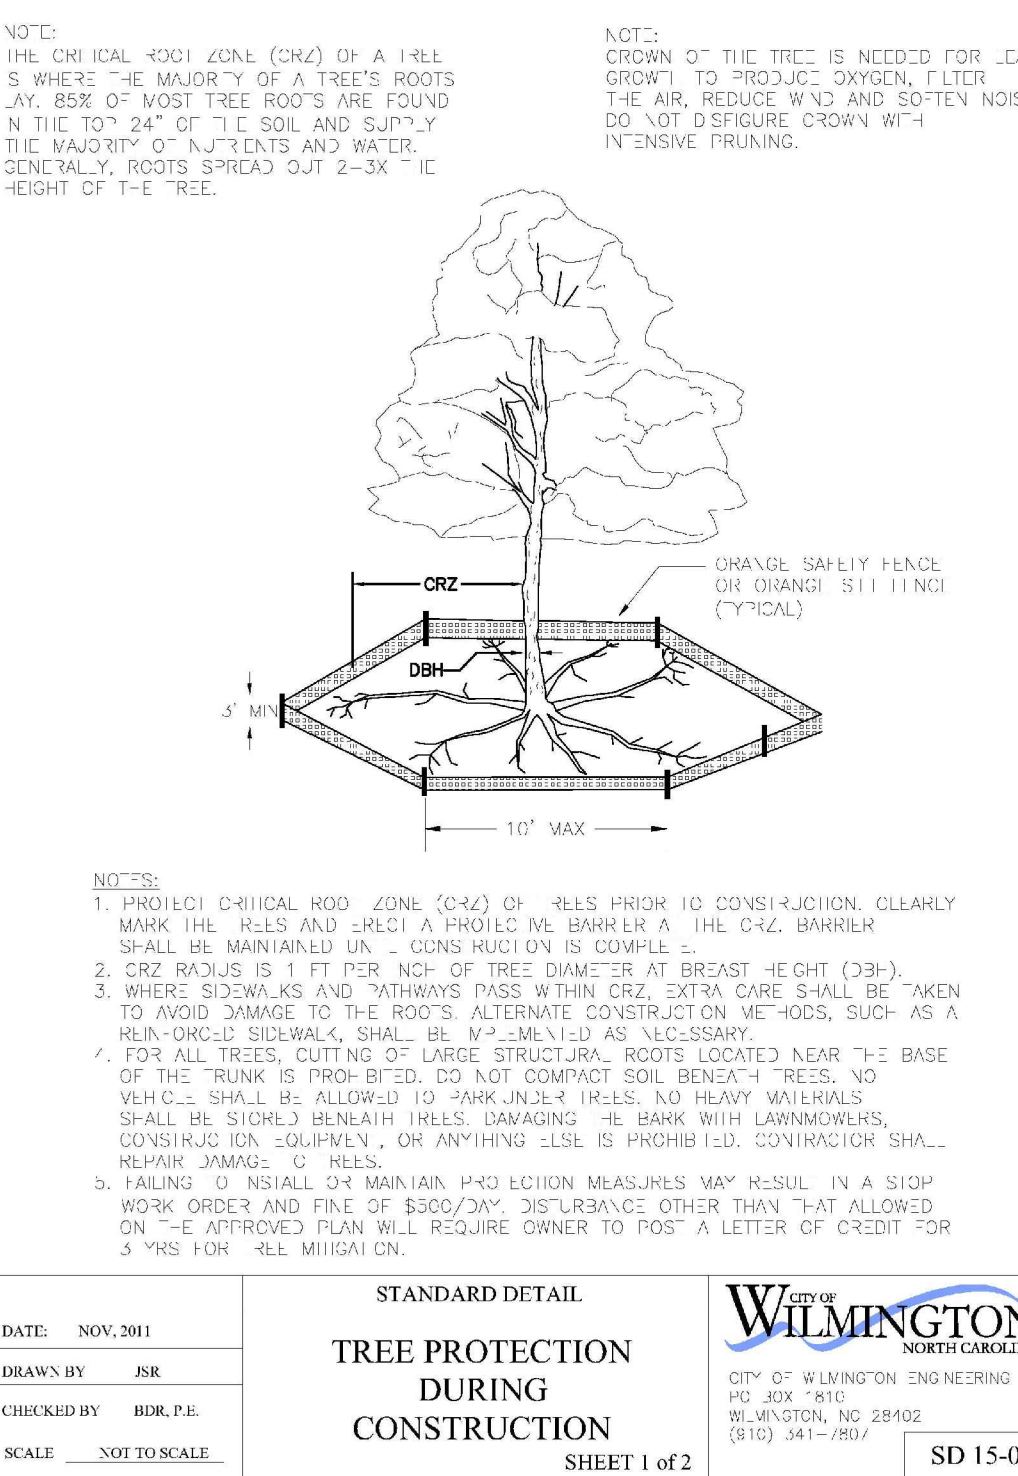 NOTE:
THE CRITICAL ROOT ZONE (CRZ) OF A TREE
IS WHERE THE MAJORITY OF A TREE'S ROOTS
LAY. 85% OF MOST TREE ROOTS ARE FOUND
IN THE TOP 24" OF THE SOIL AND SUPPLY
THE MAJORITY OF NUTRIENTS AND WATER.
GENERALLY, ROOTS SPREAD OUT 2-3X THE
HEIGHT OF THE TREE.
NOTE:
CROWN OF THE TREE IS NEEDED FOR LEA
GROWTH TO PRODUCE OXYGEN, FILTER
THE AIR, REDUCE WIND AND SOFTEN NOIS
DO NOT DISFIGURE CROWN WITH
INTENSIVE PRUNING.
ORANGE SAFETY FENCE
OR ORANGE SILT FENCE
(TYPICAL)
CRZ
DBH
3' MIN
10' MAX
NOTES:
1. PROTECT CRITICAL ROOT ZONE (CRZ) OF TREES PRIOR TO CONSTRUCTION. CLEARLY
MARK THE TREES AND ERECT A PROTECTIVE BARRIER AT THE CRZ. BARRIER
SHALL BE MAINTAINED UNTIL CONSTRUCTION IS COMPLETE.
2. CRZ RADIUS IS 1 FT PER INCH OF TREE DIAMETER AT BREAST HEIGHT (DBH).
3. WHERE SIDEWALKS AND PATHWAYS PASS WITHIN CRZ, EXTRA CARE SHALL BE TAKEN
TO AVOID DAMAGE TO THE ROOTS. ALTERNATE CONSTRUCTION METHODS, SUCH AS A
REINFORCED SIDEWALK, SHALL BE IMPLEMENTED AS NECESSARY.
4. FOR ALL TREES, CUTTING OF LARGE STRUCTURAL ROOTS LOCATED NEAR THE BASE
OF THE TRUNK IS PROHIBITED. DO NOT COMPACT SOIL BENEATH TREES. NO
VEHICLE SHALL BE ALLOWED TO PARK UNDER TREES. NO HEAVY MATERIALS
SHALL BE STORED BENEATH TREES. DAMAGING THE BARK WITH LAWNMOWERS,
CONSTRUCTION EQUIPMENT, OR ANYTHING ELSE IS PROHIBITED. CONTRACTOR SHALL
REPAIR DAMAGE TO TREES.
5. FAILING TO INSTALL OR MAINTAIN PROTECTION MEASURES MAY RESULT IN A STOP
WORK ORDER AND FINE OF $500/DAY. DISTURBANCE OTHER THAN THAT ALLOWED
ON THE APPROVED PLAN WILL REQUIRE OWNER TO POST A LETTER OF CREDIT FOR
3 YRS FOR TREE MITIGATION.
DATE: NOV, 2011
DRAWN BY JSR
CHECKED BY BDR, P.E.
SCALE NOT TO SCALE
STANDARD DETAIL
TREE PROTECTION
DURING
CONSTRUCTION
SHEET 1 of 2
CITY OF
WILMINGTON
NORTH CAROLI
CITY OF WILMINGTON ENGINEERING
PO BOX 1810
WILMINGTON, NC 28402
(910) 341-7807
SD 15-0